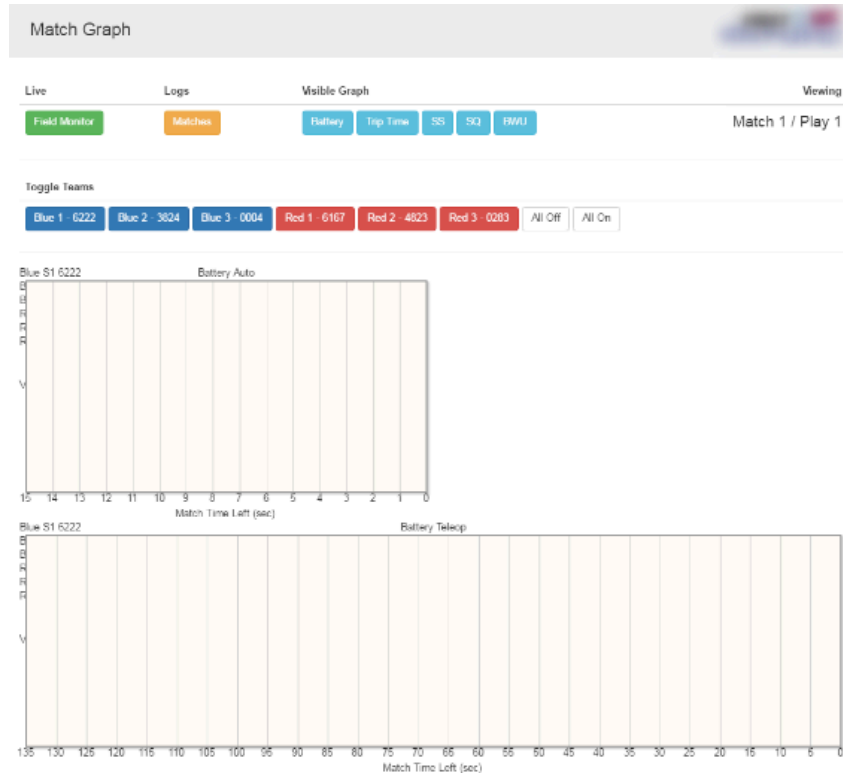 Match Graph
Live Logs Visible Graph Viewing
Field Monitor Matches Battery Trip Time SS SQ BWU Match 1 / Play 1
Toggle Teams
Blue 1 - 6222 Blue 2 - 3824 Blue 3 - 0004 Red 1 - 6167 Red 2 - 4823 Red 3 - 0283 All Off All On
Blue S1 6222 Battery Auto
B
B
R
R
R
V
15 14 13 12 11 10 9 8 7 6 5 4 3 2 1 0
Match Time Left (sec)
Blue S1 6222 Battery Teleop
B
B
R
R
R
V
135 130 125 120 115 110 105 100 95 90 85 80 75 70 65 60 55 50 45 40 35 30 25 20 15 10 5 0
Match Time Left (sec)